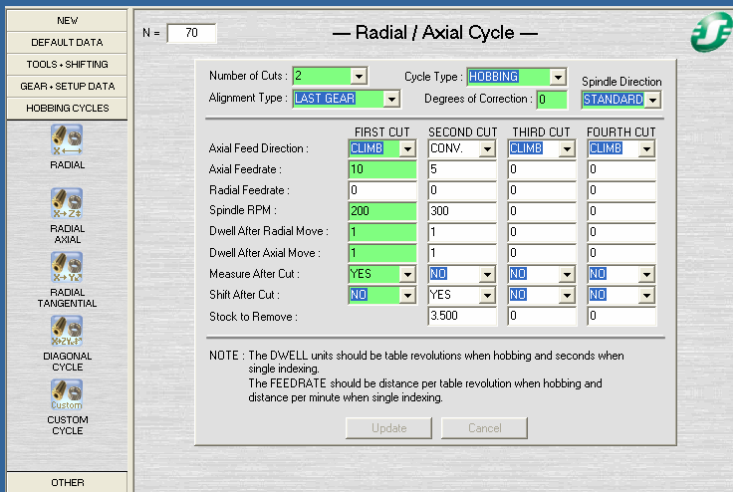 NEW
DEFAULT DATA
TOOLS + SHIFTING
GEAR + SETUP DATA
HOBBING CYCLES
X
RADIAL
X→Z
RADIAL
AXIAL
X→Y
RADIAL
TANGENTIAL
DIAGONAL
CYCLE
Custom
CUSTOM
CYCLE
OTHER
N = 70
— Radial / Axial Cycle —
Number of Cuts : 2 Cycle Type : HOBBING Spindle Direction
Alignment Type : LAST GEAR Degrees of Correction : 0 STANDARD
FIRST CUT SECOND CUT THIRD CUT FOURTH CUT
Axial Feed Direction : CLIMB CONV. CLIMB CLIMB
Axial Feedrate : 10 5 0 0
Radial Feedrate : 0 0 0 0
Spindle RPM : 200 300 0 0
Dwell After Radial Move : 1 1 0 0
Dwell After Axial Move : 1 1 0 0
Measure After Cut : YES NO NO NO
Shift After Cut : NO YES NO NO
Stock to Remove : 3.500 0 0
NOTE : The DWELL units should be table revolutions when hobbing and seconds when
single indexing.
The FEEDRATE should be distance per table revolution when hobbing and
distance per minute when single indexing.
Update Cancel